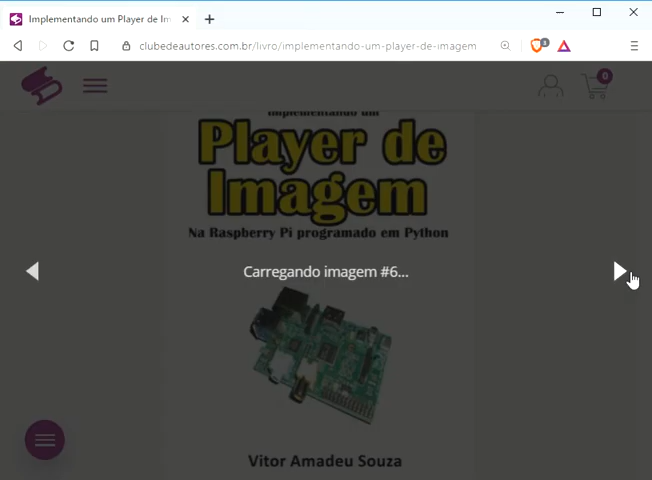 Implementando um Player de Im
clubedeautores.com.br/livro/implementando-um-player-de-imagem
3
0
Implementando um
Player de
Imagem
Na Raspberry Pi programado em Python
Carregando imagem #6...
Vitor Amadeu Souza